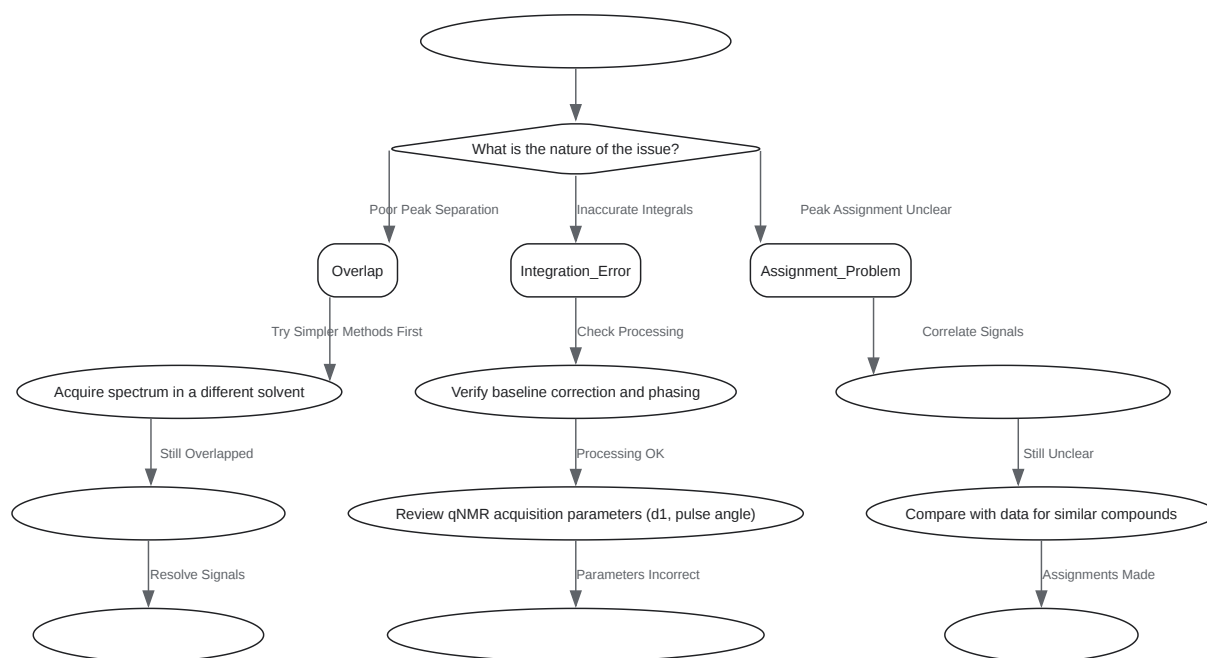 What is the nature of the issue?
Poor Peak Separation
Inaccurate Integrals
Peak Assignment Unclear
Overlap
Integration_Error
Assignment_Problem
Try Simpler Methods First
Check Processing
Correlate Signals
Acquire spectrum in a different solvent
Verify baseline correction and phasing
Still Overlapped
Processing OK
Still Unclear
Review qNMR acquisition parameters (d1, pulse angle)
Compare with data for similar compounds
Resolve Signals
Parameters Incorrect
Assignments Made